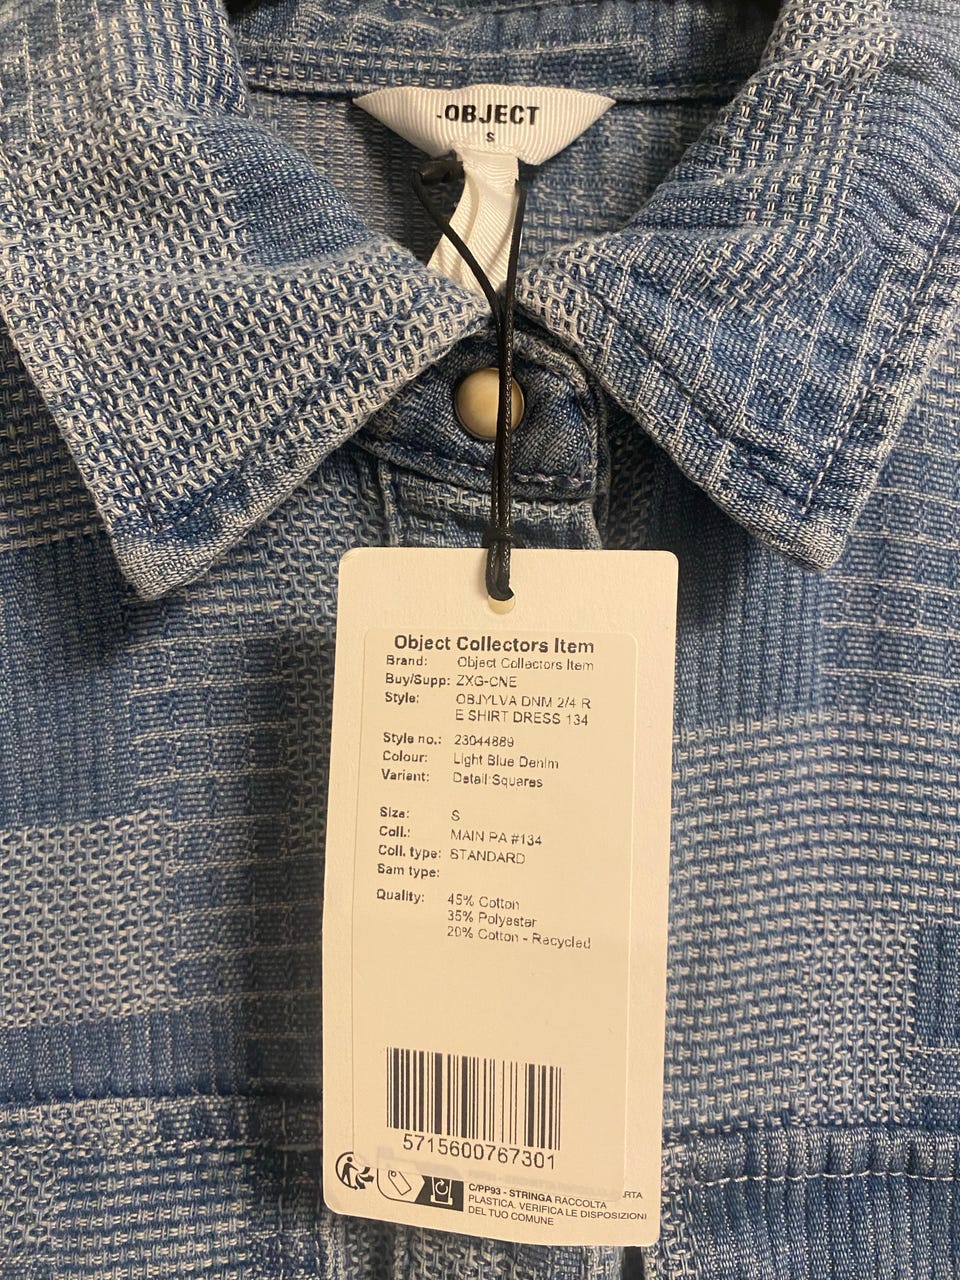 .OBJECT
S
Object Collectors Item
Brand: Object Collectors Item
Buy/Supp: ZXG-CNE
Style: OBJYLVA DNM 2/4 R
E SHIRT DRESS 134
Style no.: 23044889
Colour: Light Blue Denim
Variant: Detail:Squares
Size: S
Coll.: MAIN PA #134
Coll. type: STANDARD
Sam type:
Quality: 45% Cotton
35% Polyester
20% Cotton - Recycled
5715600767301
C/PP93 - STRINGA RACCOLTA
PLASTICA. VERIFICA LE DISPOSIZIONI
DEL TUO COMUNE